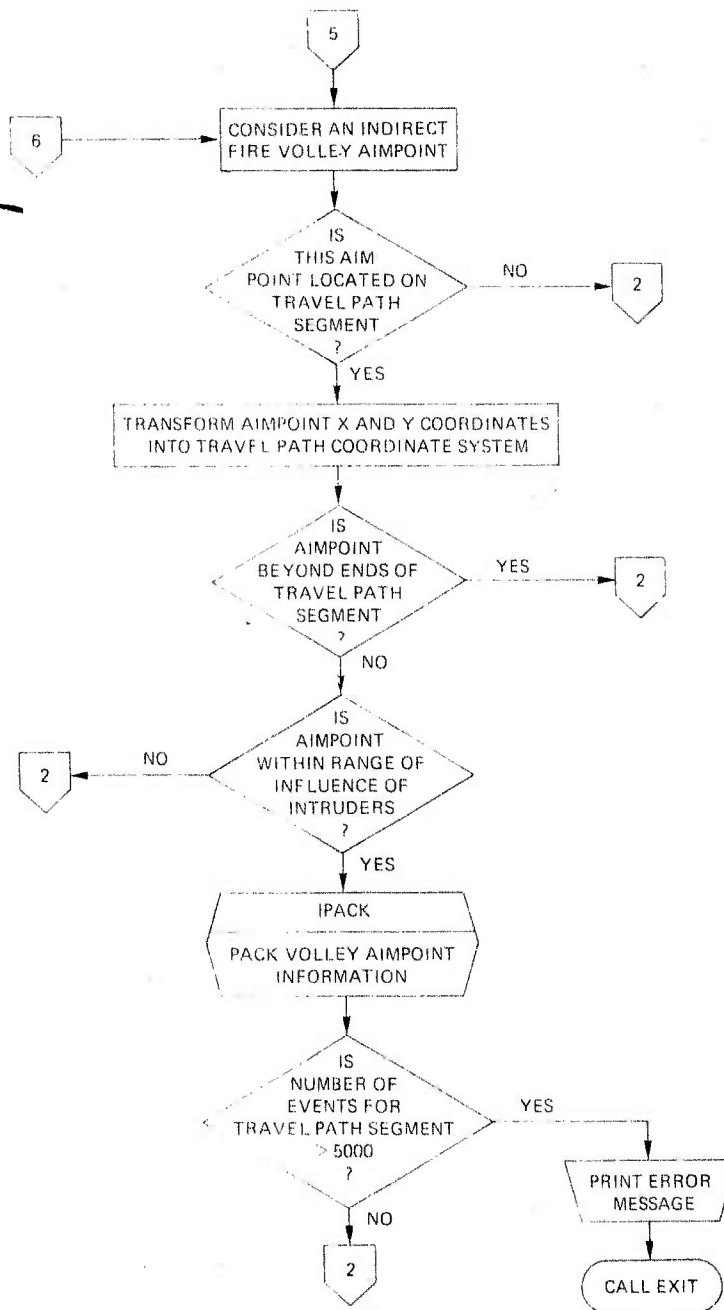 5
6
CONSIDER AN INDIRECT
FIRE VOLLEY AIMPOINT
IS
THIS AIM
POINT LOCATED ON
TRAVEL PATH
SEGMENT
?
NO
2
YES
TRANSFORM AIMPOINT X AND Y COORDINATES
INTO TRAVEL PATH COORDINATE SYSTEM
IS
AIMPOINT
BEYOND ENDS OF
TRAVEL PATH
SEGMENT
?
YES
2
NO
IS
AIMPOINT
WITHIN RANGE OF
INFLUENCE OF
INTRUDERS
?
NO
2
YES
IPACK
PACK VOLLEY AIMPOINT
INFORMATION
IS
NUMBER OF
EVENTS FOR
TRAVEL PATH SEGMENT
> 5000
?
YES
PRINT ERROR
MESSAGE
NO
2
CALL EXIT